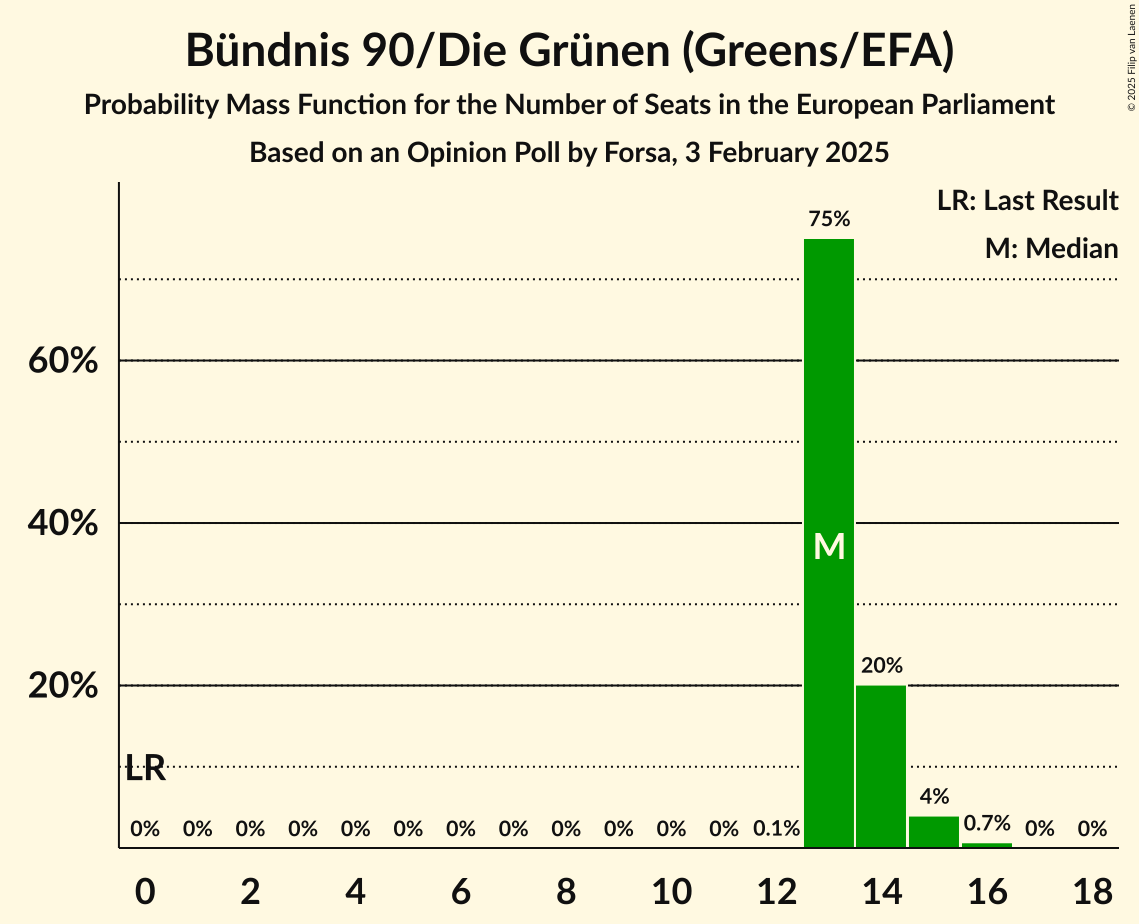 Bündnis 90/Die Grünen (Greens/EFA)
Probability Mass Function for the Number of Seats in the European Parliament
Based on an Opinion Poll by Forsa, 3 February 2025
© 2025 Filip van Laenen
LR: Last Result
M: Median
75%
60%
40%
M
20%
20%
LR
4%
0% 0% 0% 0% 0% 0% 0% 0% 0% 0% 0% 0% 0.1% 0.7% 0% 0%
0 2 4 6 8 10 12 14 16 18